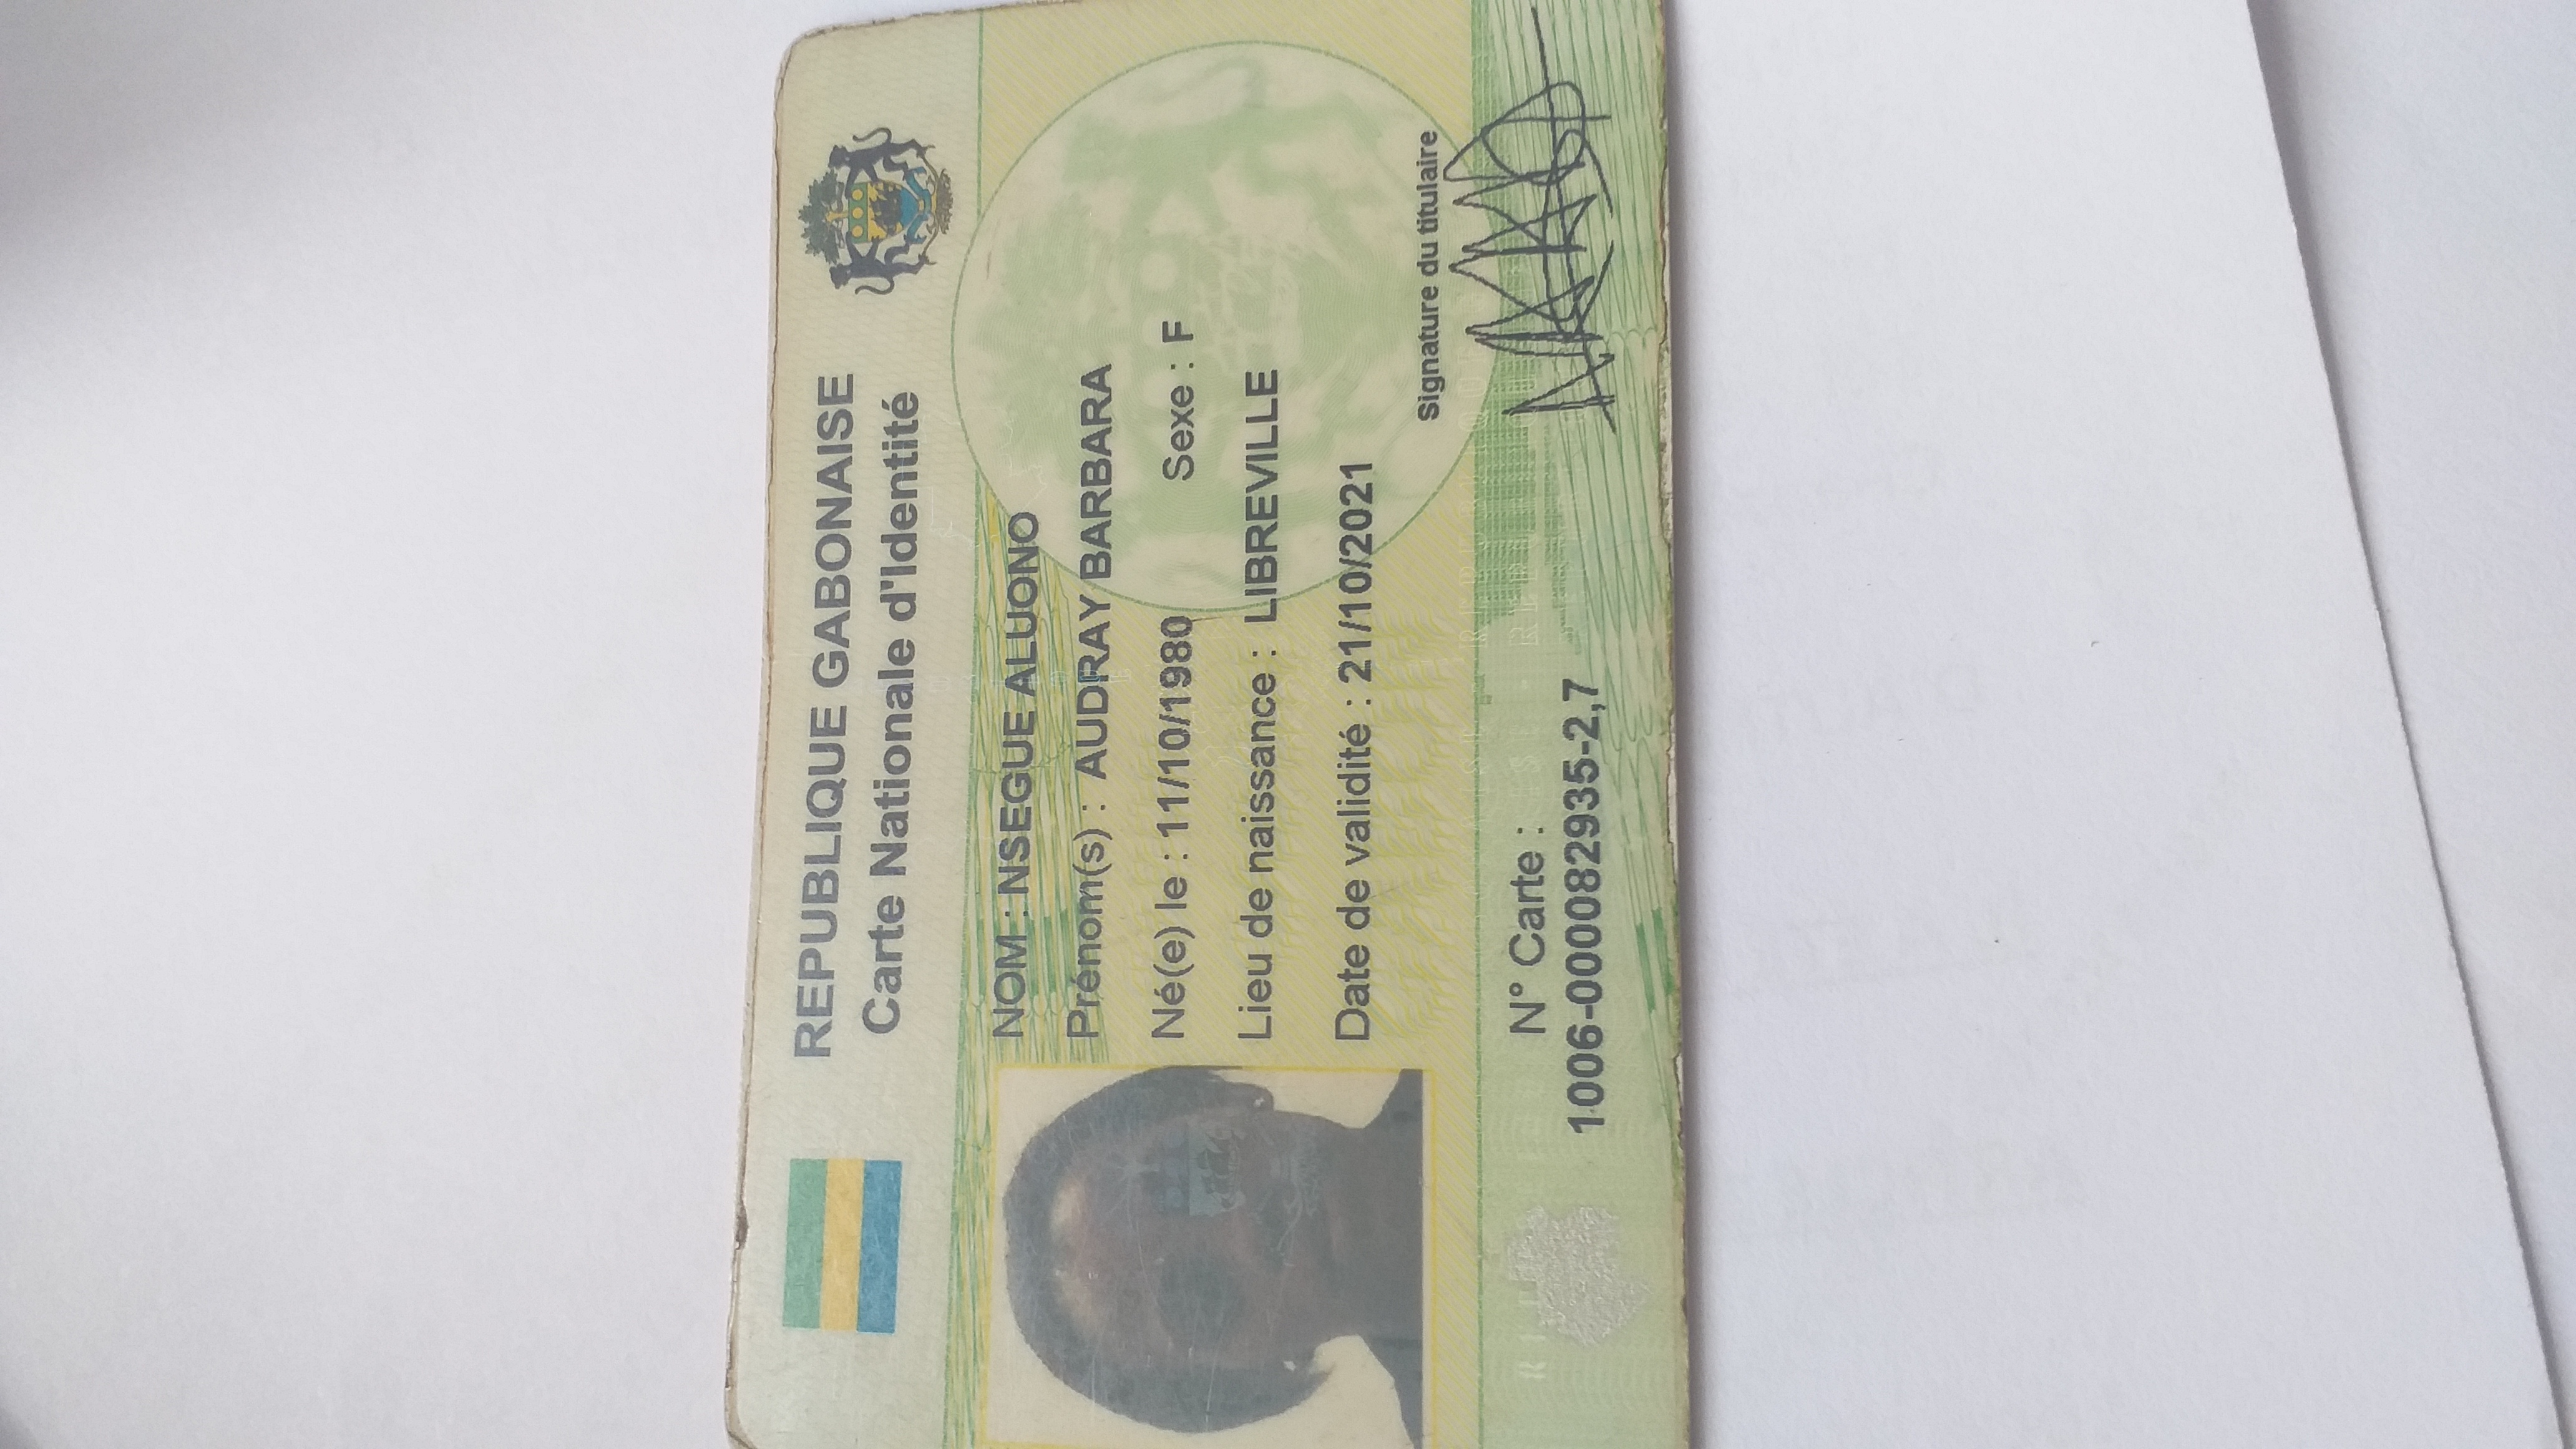 REPUBLIQUE GABONAISE
Carte Nationale d'Identité
NOM : NSEGUE ALUONO
Prénom(s) : AUDRAY BARBARA
Né(e) le : 11/10/1980 Sexe : F
Lieu de naissance : LIBREVILLE
Date de validité : 21/10/2021
Signature du titulaire
N° Carte :
1006-0000829935-2,7